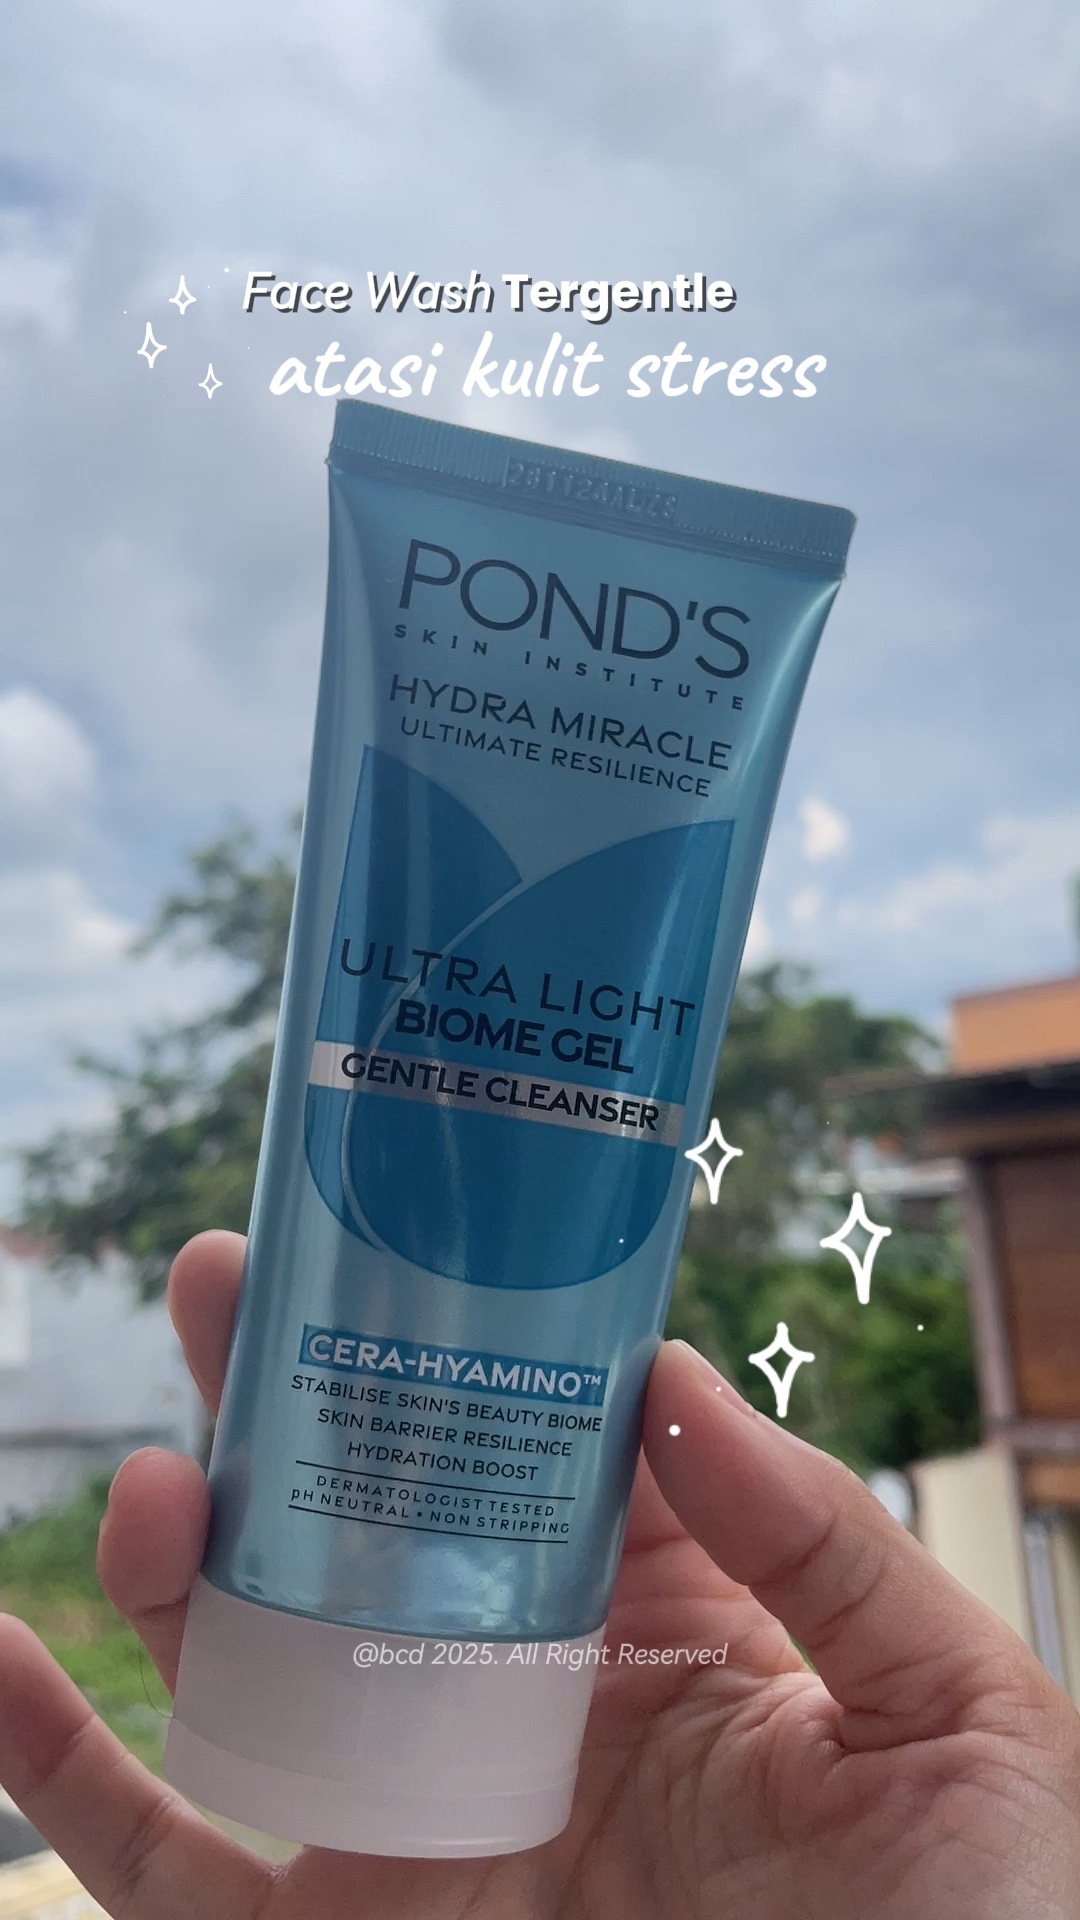 Face Wash Tergentle
atasi kulit stress
POND'S
SKIN INSTITUTE
HYDRA MIRACLE
ULTIMATE RESILIENCE
ULTRA LIGHT
BIOME GEL
GENTLE CLEANSER
CERA-HYAMINO™
STABILISE SKIN'S BEAUTY BIOME
SKIN BARRIER RESILIENCE
HYDRATION BOOST
DERMATOLOGIST TESTED
pH NEUTRAL • NON STRIPPING
@bcd 2025. All Right Reserved